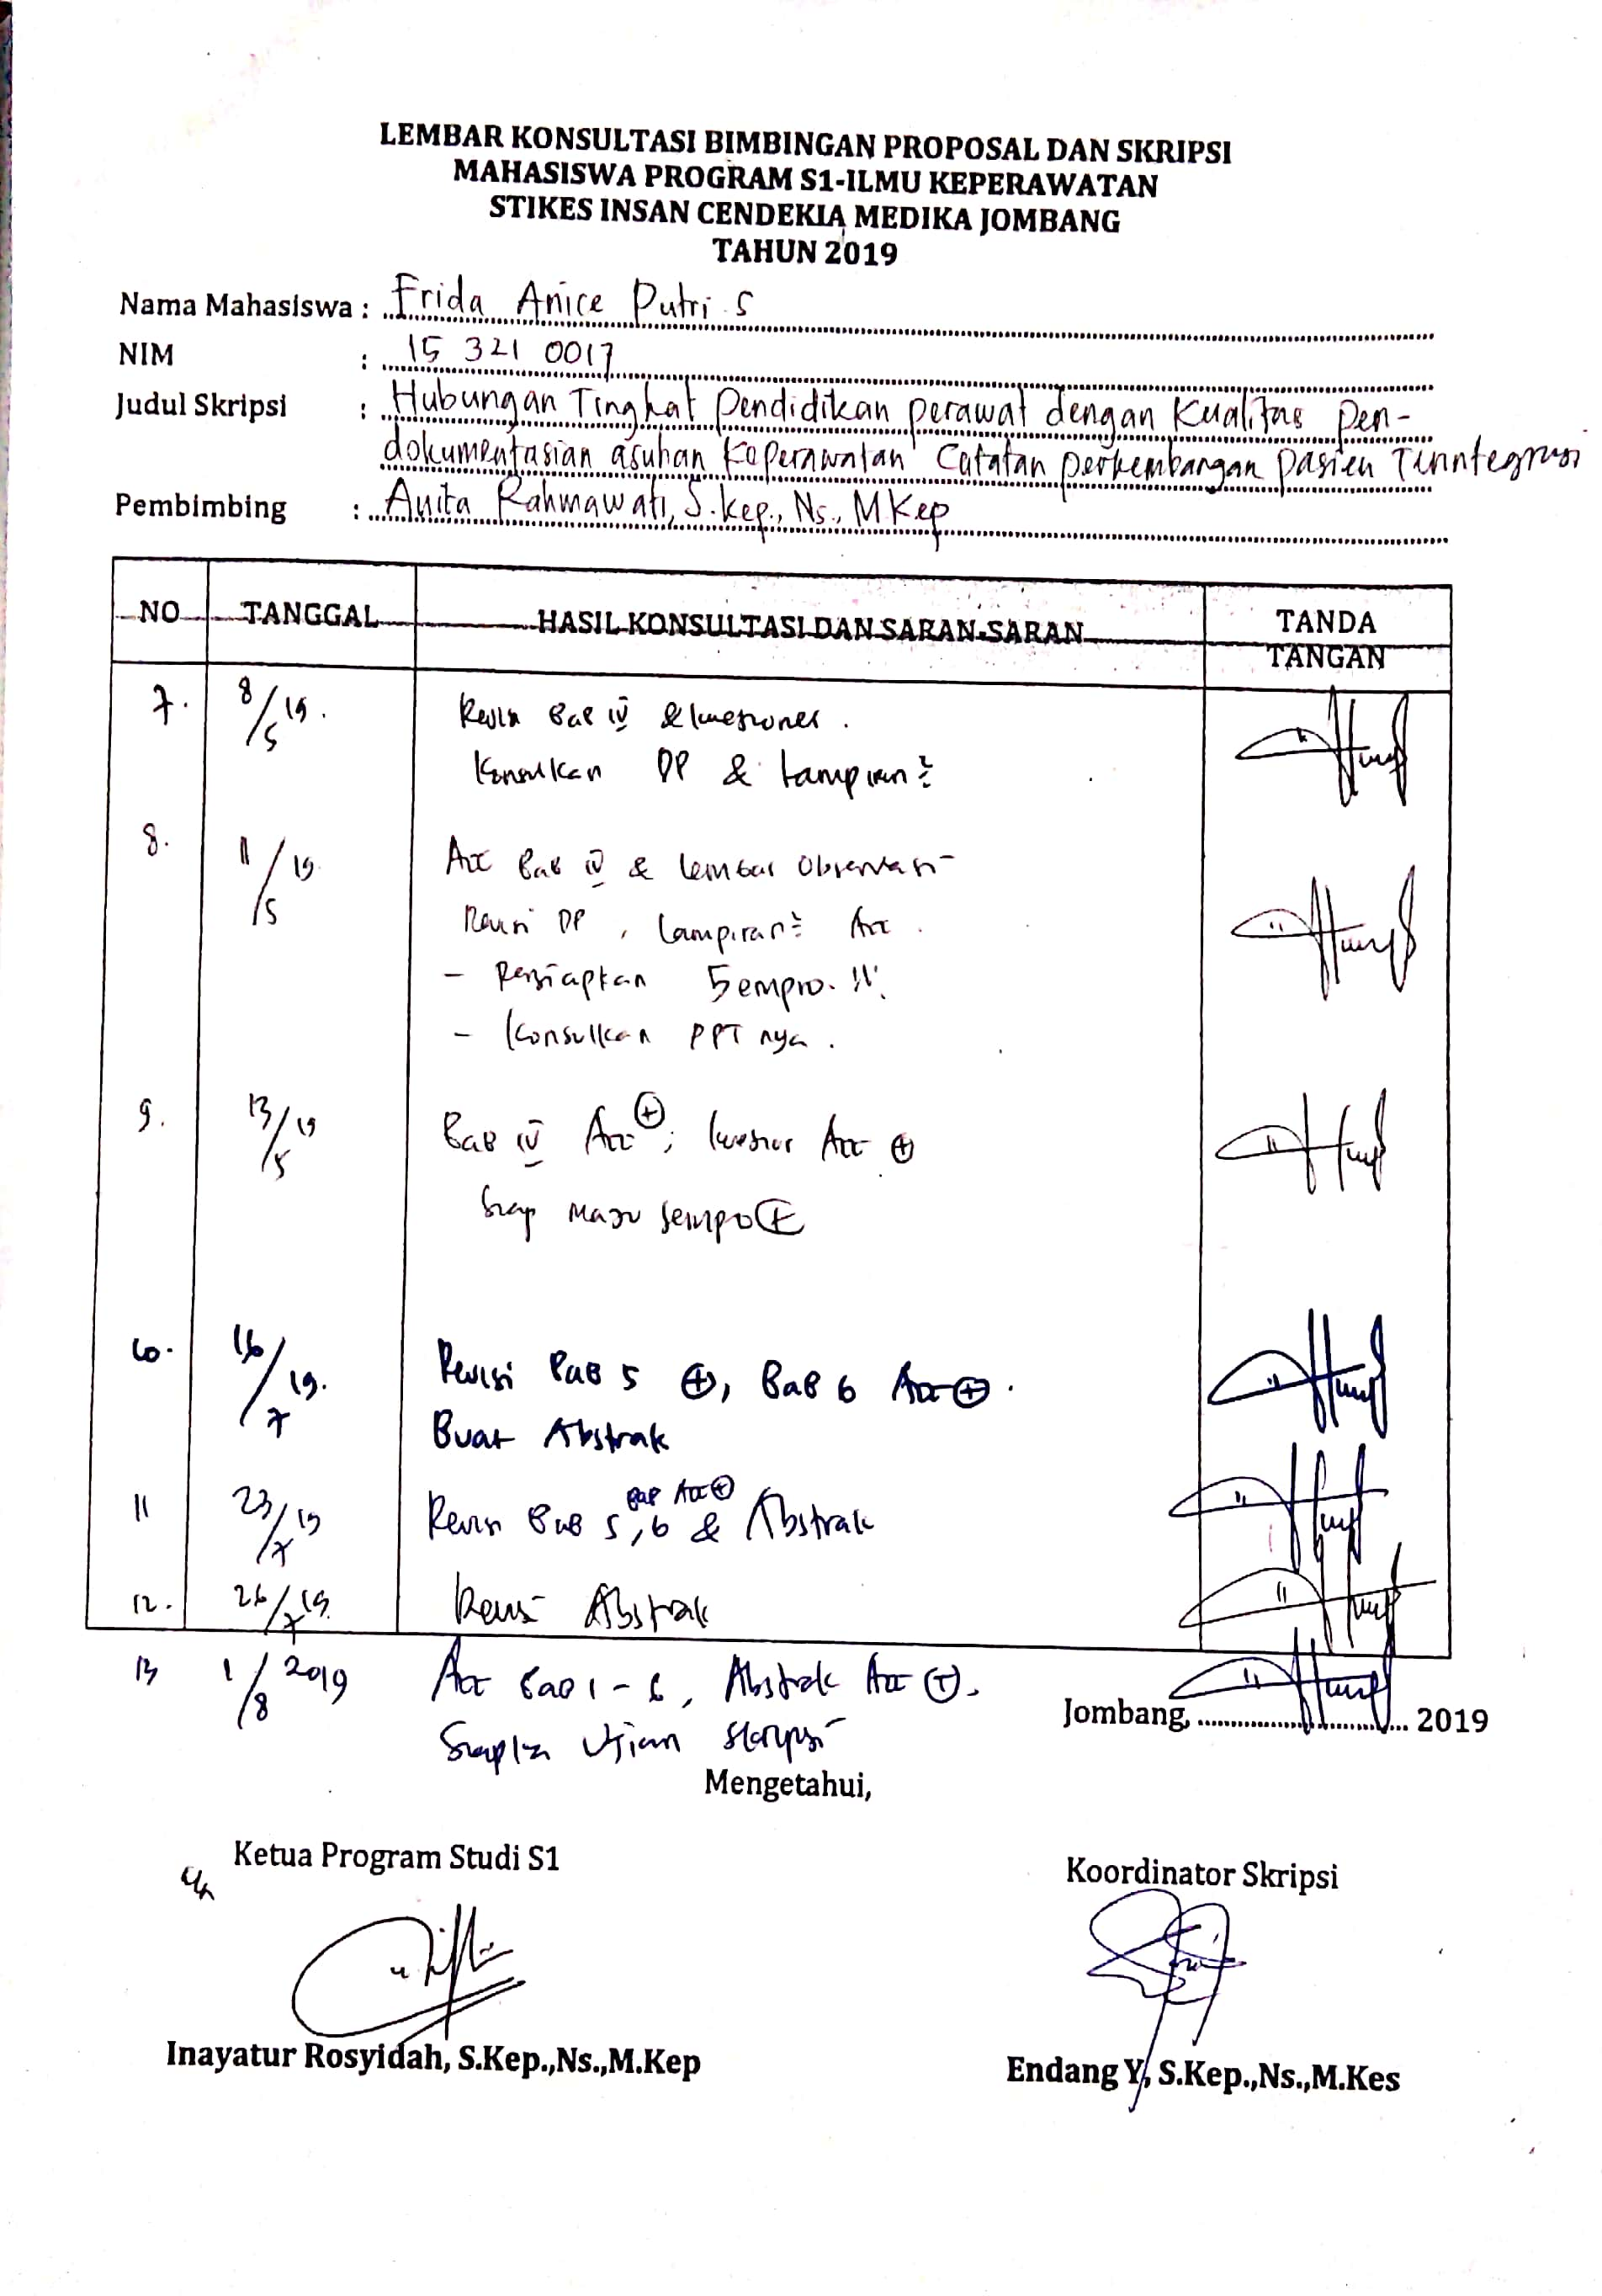 LEMBAR KONSULTASI BIMBINGAN PROPOSAL DAN SKRIPSI
MAHASISWA PROGRAM S1-ILMU KEPERAWATAN
STIKES INSAN CENDEKIA MEDIKA JOMBANG
TAHUN 2019
Nama Mahasiswa : Frida Anice Putri S
NIM : 15 321 0017
Judul Skripsi : Hubungan Tingkat Pendidikan perawat dengan Kualitas Pen-
dokumentasian asuhan Keperawatan Catatan perkembangan pasien
Pembimbing : Anita Rahmawati, S.Kep., Ns., M Kep
NO TANGGAL HASIL KONSULTASI DAN SARAN-SARAN TANDA TANGAN
7. 8/5 19. Revisi Bab IV & kuesioner.
Konsulkan DP & Lampiran2
8. 11/5 19. Acc Bab IV & lembar observasi
Revisi DP, Lampiran2 Acc.
- Persiapkan Sempro. !!!
- Konsulkan PPT nya.
9. 13/5 19 Bab IV Acc ⊕, Acc ⊕
Siap Maju Sempro ⊕
10. 16/7 19. Revisi BaB 5 ⊕, BaB 6 Acc ⊕.
Buat Abstrak
11 23/7 19 Revisi BaB 5, 6 & Abstrak
BaB Acc ⊕
12. 26/7 19. Revisi Abstrak
13 1/8 2019 Acc Bab 1 - 6, Abstrak Acc ⊕.
Ujian skripsi
Jombang, .................... 2019
Mengetahui,
Ketua Program Studi S1
Koordinator Skripsi
Inayatur Rosyidah, S.Kep.,Ns.,M.Kep
Endang Y, S.Kep.,Ns.,M.Kes